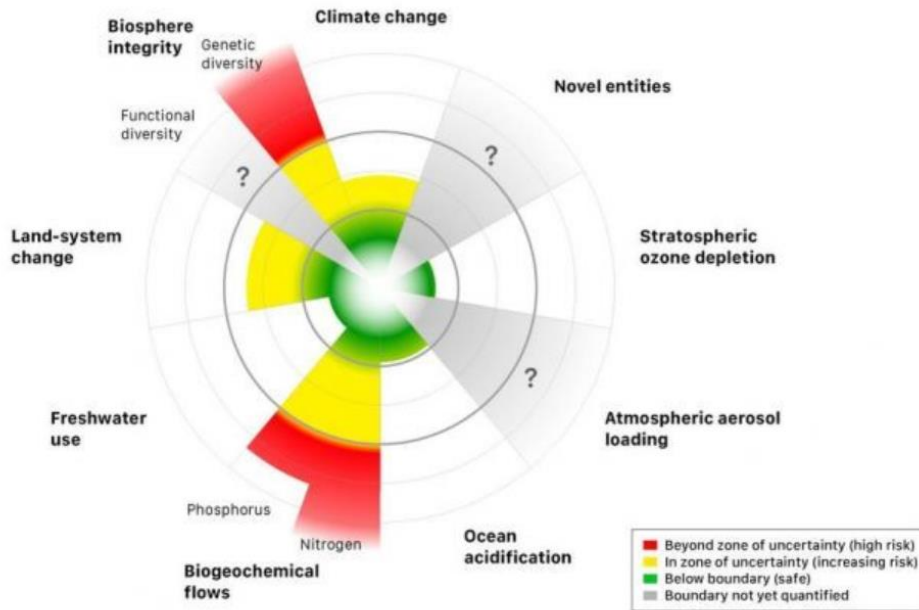 Climate change
Biosphere
integrity
Genetic
diversity
Novel entities
Functional
diversity
?
?
Land-system
change
Stratospheric
ozone depletion
?
Freshwater
use
Atmospheric aerosol
loading
Phosphorus
Nitrogen
Biogeochemical
flows
Ocean
acidification
Beyond zone of uncertainty (high risk)
In zone of uncertainty (increasing risk)
Below boundary (safe)
Boundary not yet quantified